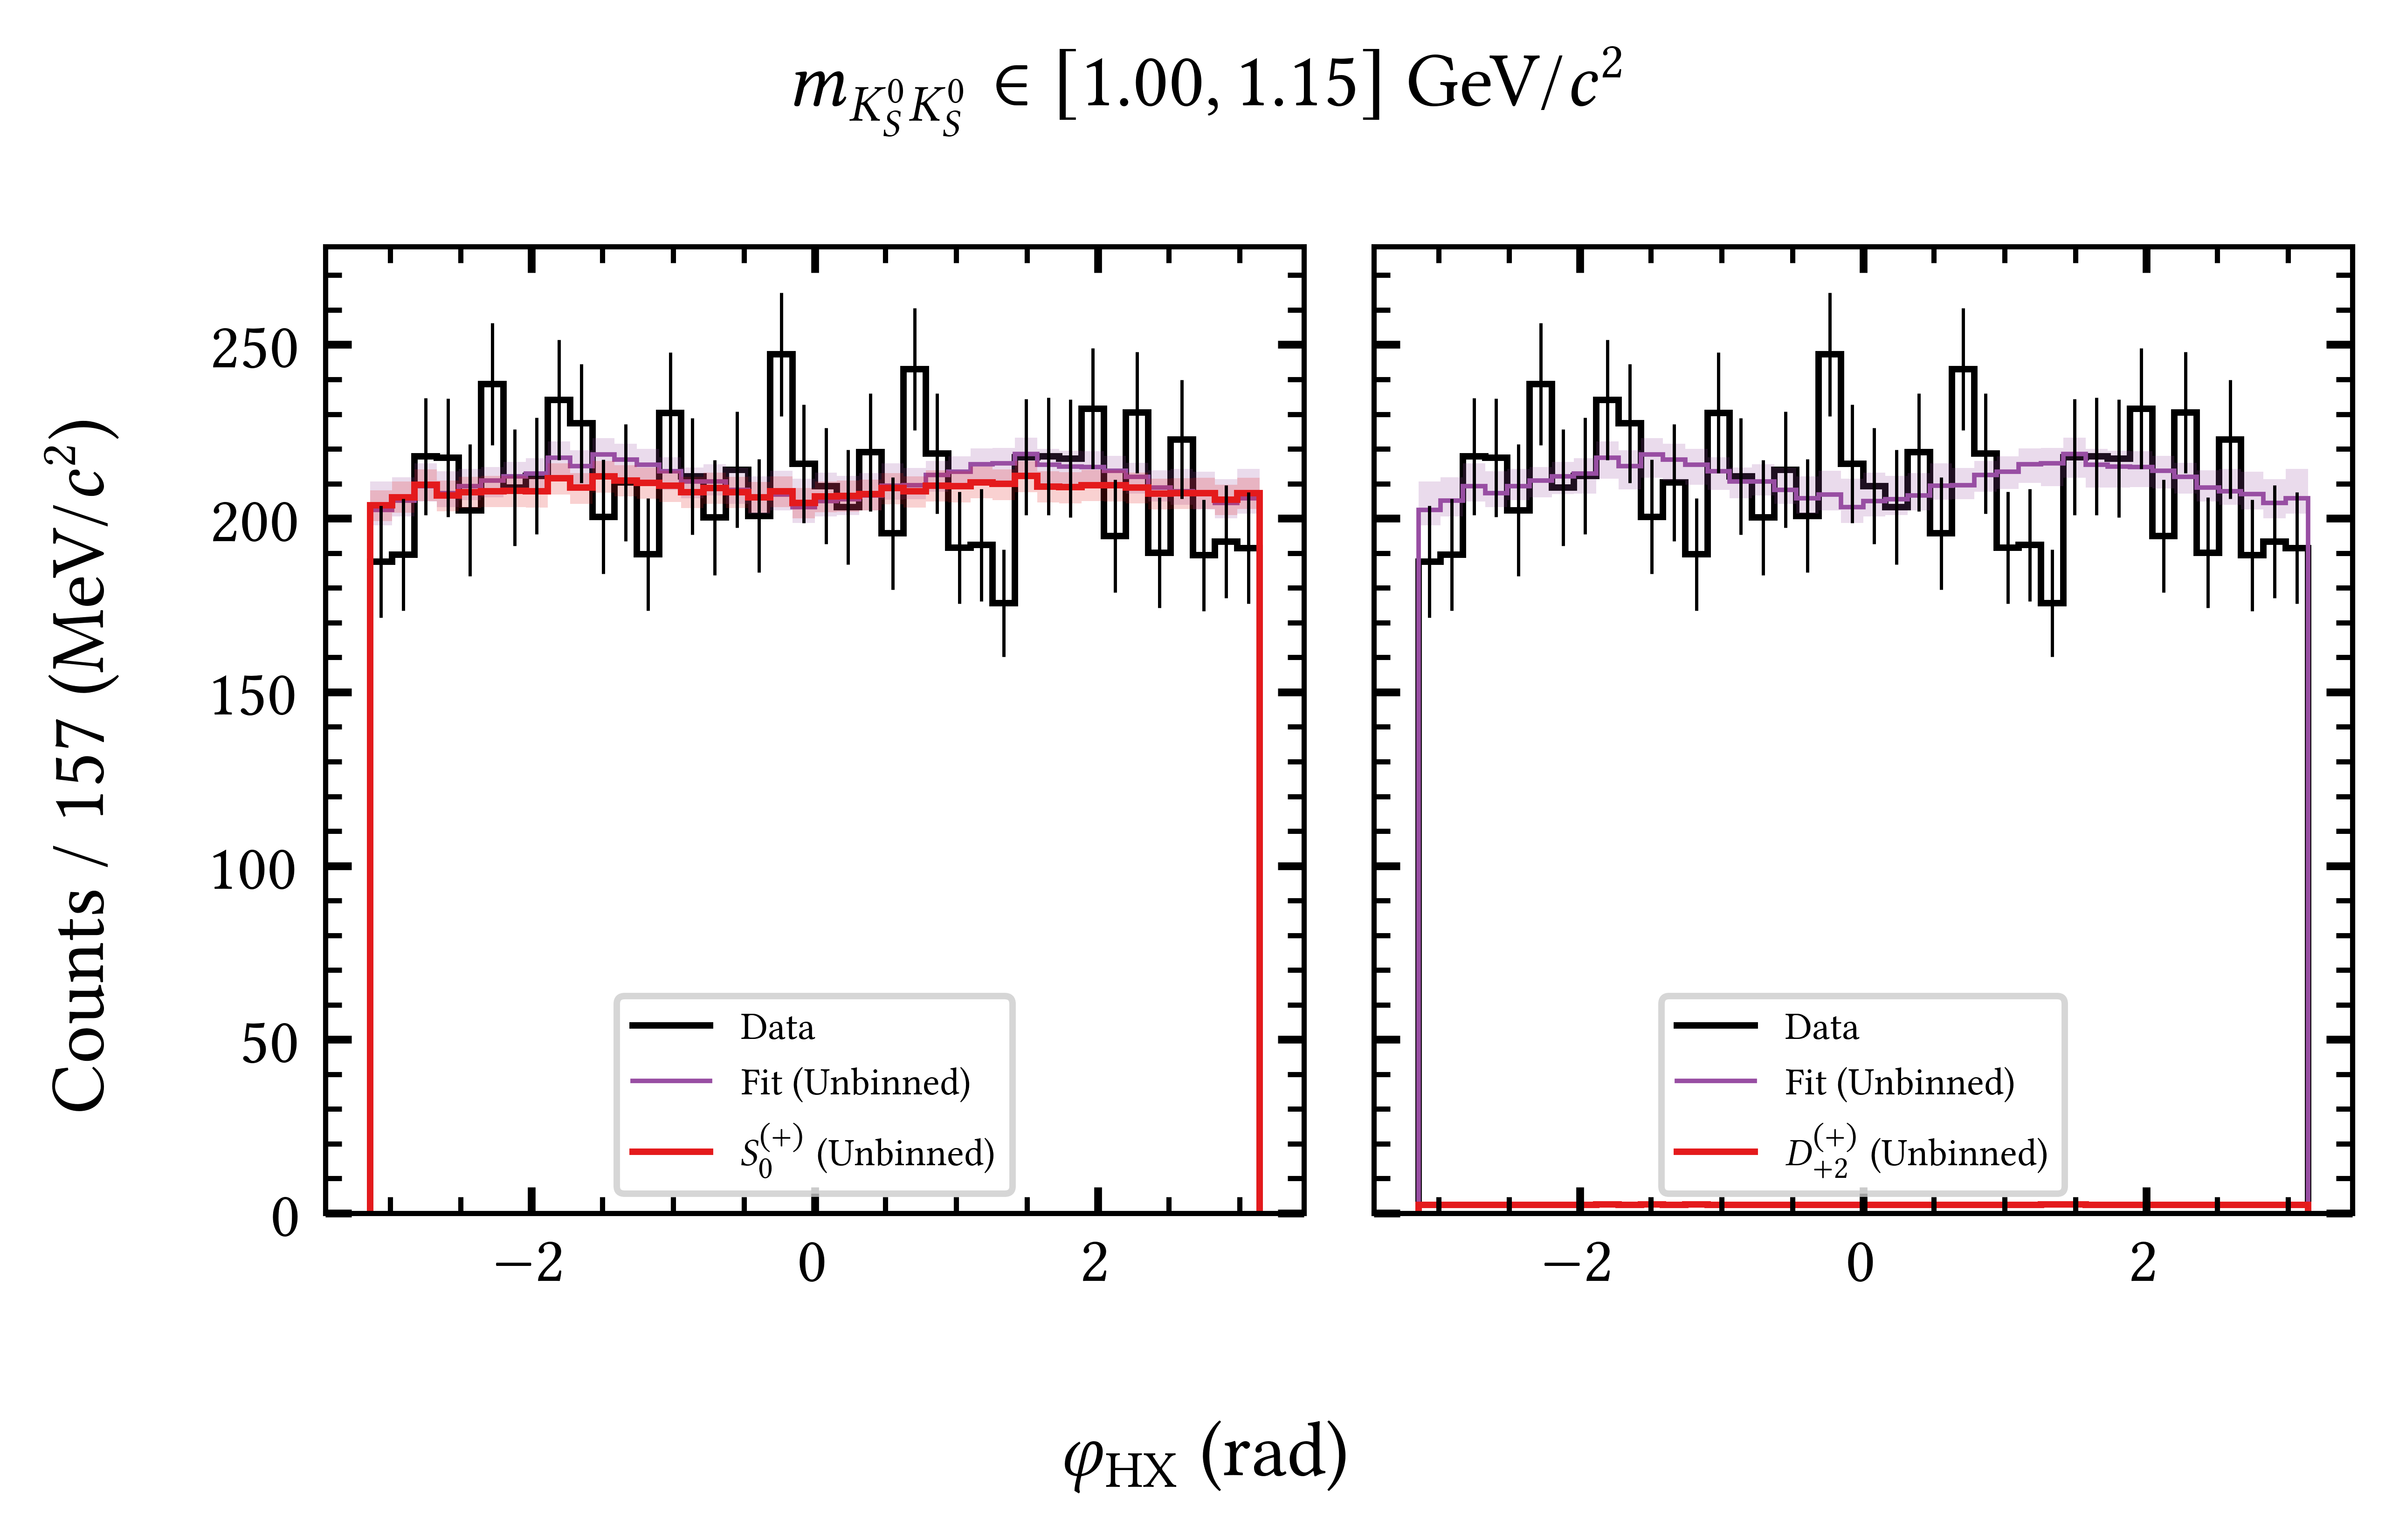 m_{K_S^0 K_S^0} ∈ [1.00, 1.15] GeV/c²
Counts / 157 (MeV/c²)
250
200
150
100
50
0
Data
Fit (Unbinned)
S_0^{(+)} (Unbinned)
Data
Fit (Unbinned)
D_{+2}^{(+)} (Unbinned)
−2 0 2
−2 0 2
φ_HX (rad)